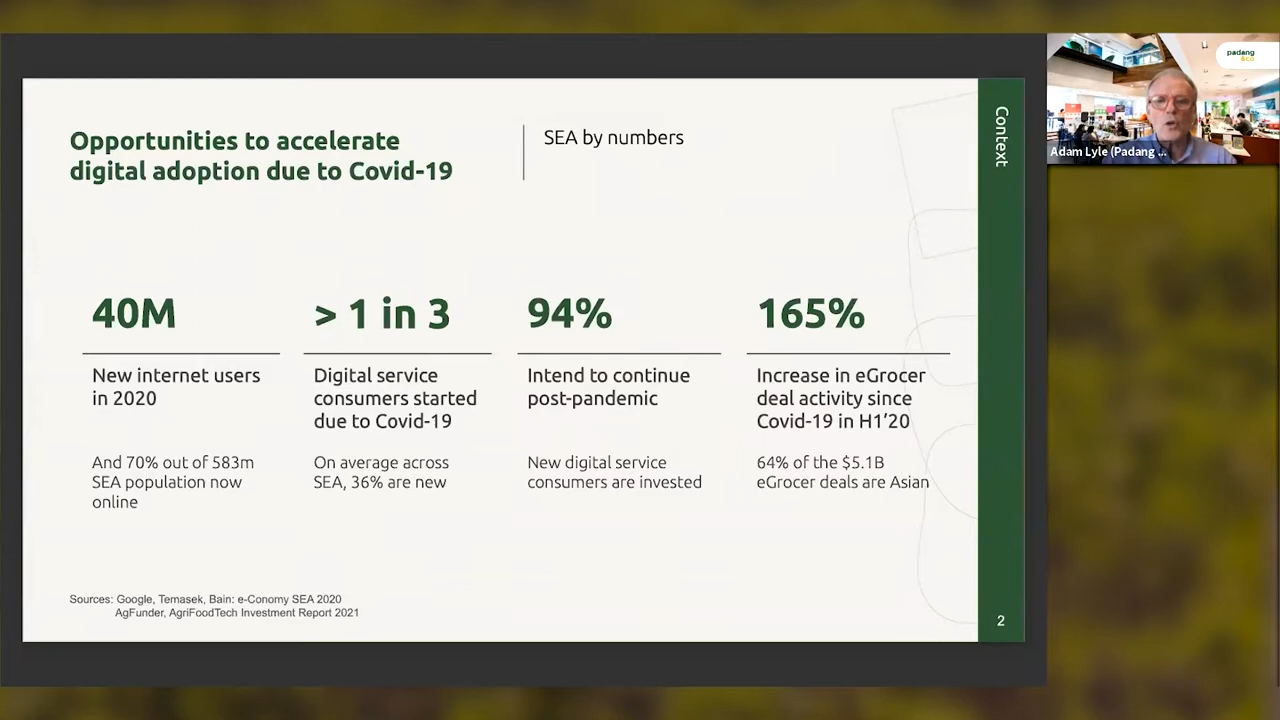 Opportunities to accelerate
digital adoption due to Covid-19
SEA by numbers
Context
40M
New internet users
in 2020
And 70% out of 583m
SEA population now
online
> 1 in 3
Digital service
consumers started
due to Covid-19
On average across
SEA, 36% are new
94%
Intend to continue
post-pandemic
New digital service
consumers are invested
165%
Increase in eGrocer
deal activity since
Covid-19 in H1'20
64% of the $5.1B
eGrocer deals are Asian
Sources: Google, Temasek, Bain: e-Conomy SEA 2020
AgFunder, AgriFoodTech Investment Report 2021
2
padang
&co
Adam Lyle (Padang ...